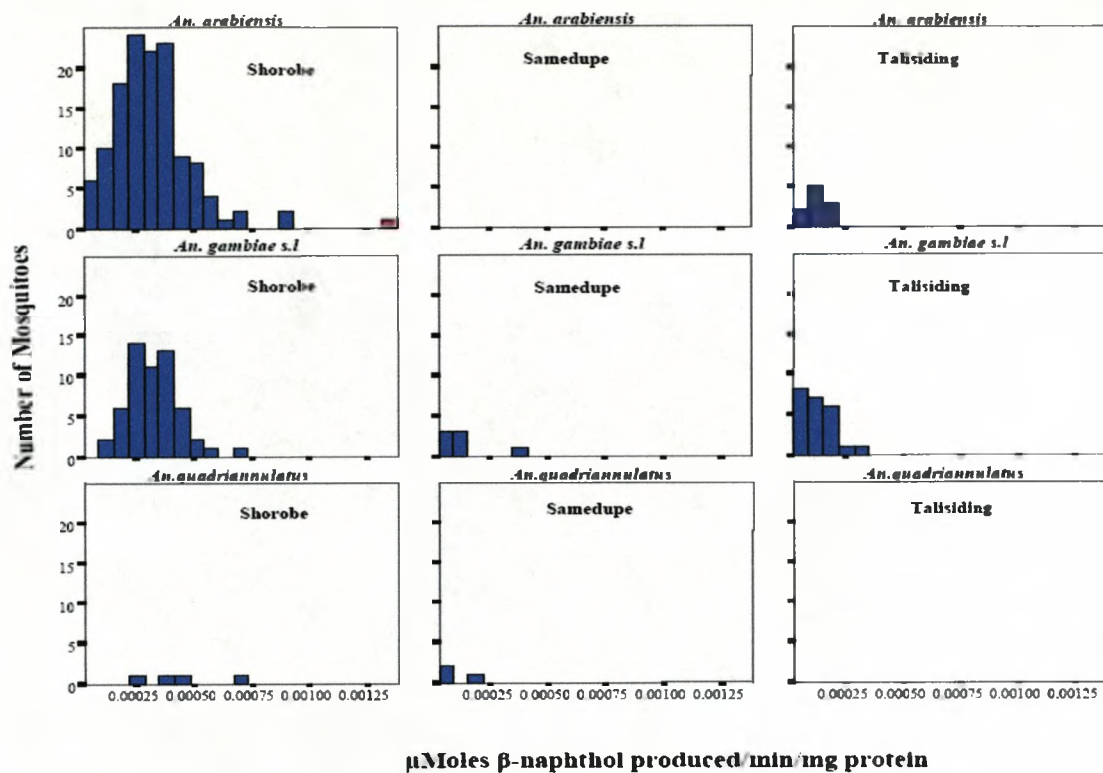 An. arabiensis An. arabiensis An. arabiensis
Shorobe Samedupe Talisiding
20
15
10
5
0
An. gambiae s.l An. gambiae s.l An. gambiae s.l
Shorobe Samedupe Talisiding
20
15
10
5
0
An.quadriannulatus An.quadriannulatus An.quadriannulatus
Shorobe Samedupe Talisiding
20
15
10
5
0
0.00025 0.00050 0.00075 0.00100 0.00125 0.00025 0.00050 0.00075 0.00100 0.00125 0.00025 0.00050 0.00075 0.00100 0.00125
Number of Mosquitoes
µMoles β-naphthol produced/min/mg protein